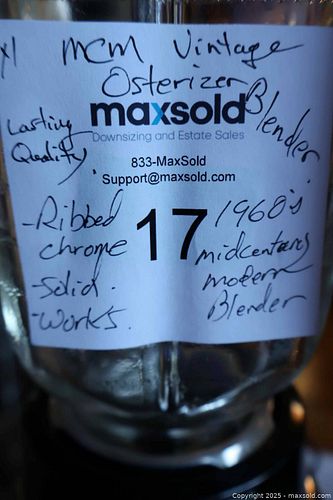 x1 MCM Vintage
Osterizer
Blender
maxsold
Downsizing and Estate Sales
Lasting
Quality.
833-MaxSold
Support@maxsold.com
-Ribbed
chrome
-Solid.
-Works.
17
1960's
midcentury
modern
Blender
Copyright © 2025 - maxsold.com